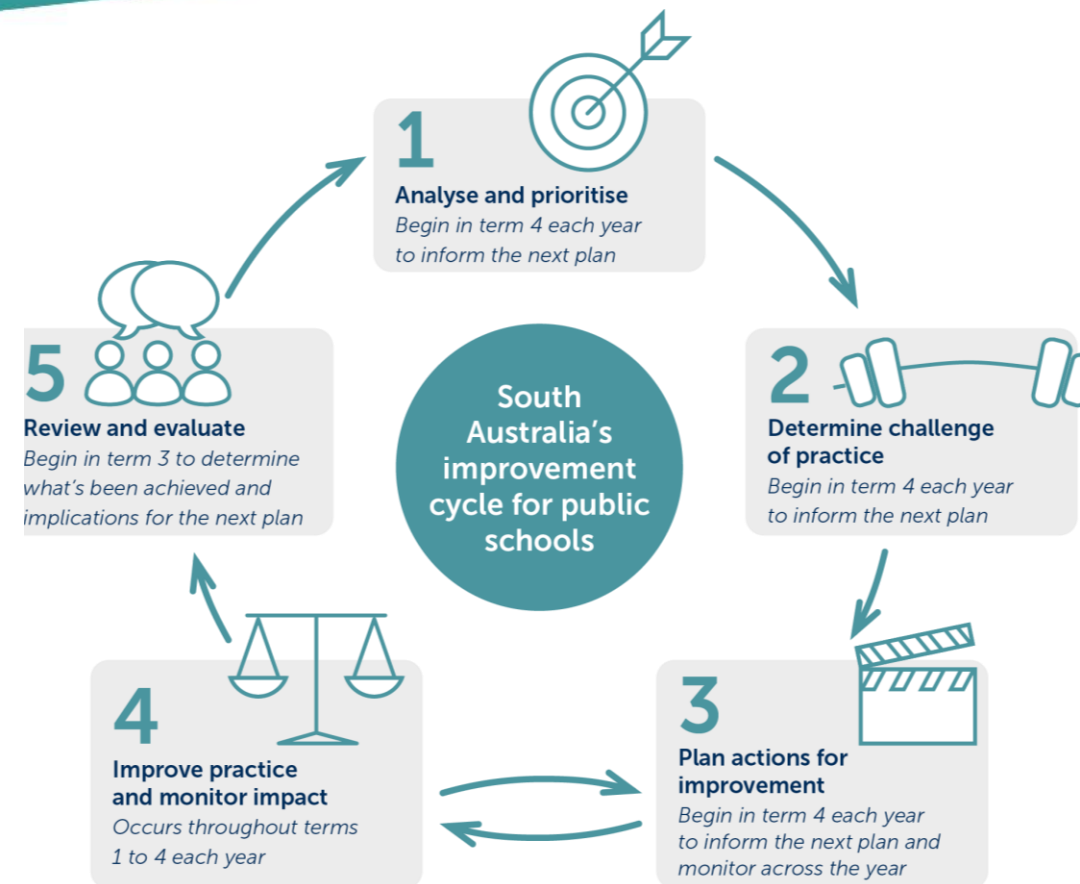 1
Analyse and prioritise
Begin in term 4 each year
to inform the next plan
2
Determine challenge
of practice
Begin in term 4 each year
to inform the next plan
3
Plan actions for
improvement
Begin in term 4 each year
to inform the next plan and
monitor across the year
4
Improve practice
and monitor impact
Occurs throughout terms
1 to 4 each year
5
Review and evaluate
Begin in term 3 to determine
what's been achieved and
implications for the next plan
South
Australia's
improvement
cycle for public
schools